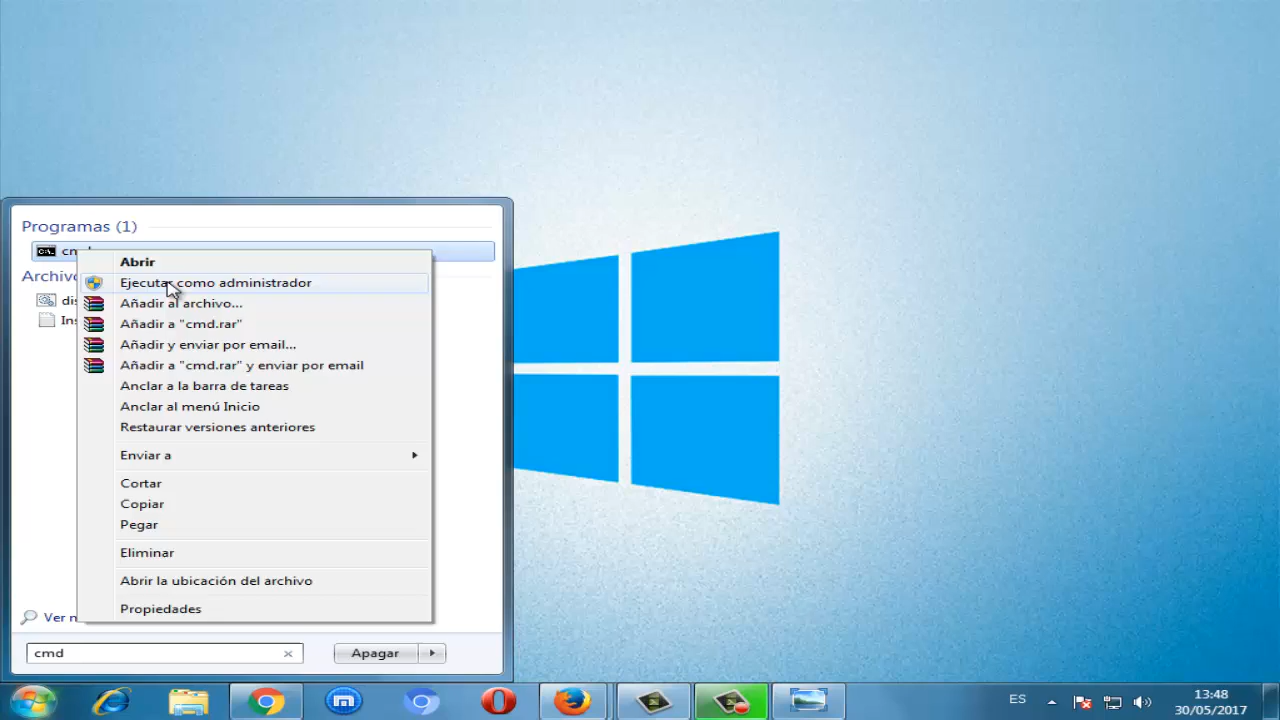 Programas (1)
Abrir
Archivo
Ejecutar como administrador
Añadir al archivo...
Añadir a "cmd.rar"
Añadir y enviar por email...
Añadir a "cmd.rar" y enviar por email
Anclar a la barra de tareas
Anclar al menú Inicio
Restaurar versiones anteriores
Enviar a
Cortar
Copiar
Pegar
Eliminar
Abrir la ubicación del archivo
Propiedades
Ver
cmd
Apagar
ES
13:48
30/05/2017